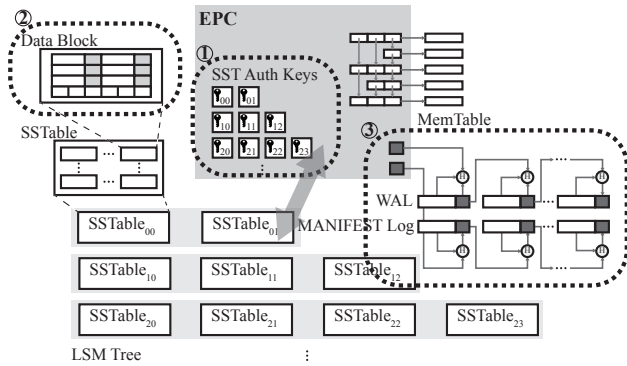 EPC
②
Data Block
①
SST Auth Keys
00 01
10 11 12
20 21 22 23
⋮
MemTable
③
SSTable
... 
⋮ ⋮
...
H H H
WAL
MANIFEST Log
H H H
SSTable00 SSTable01
SSTable10 SSTable11 SSTable12
SSTable20 SSTable21 SSTable22 SSTable23
LSM Tree
⋮